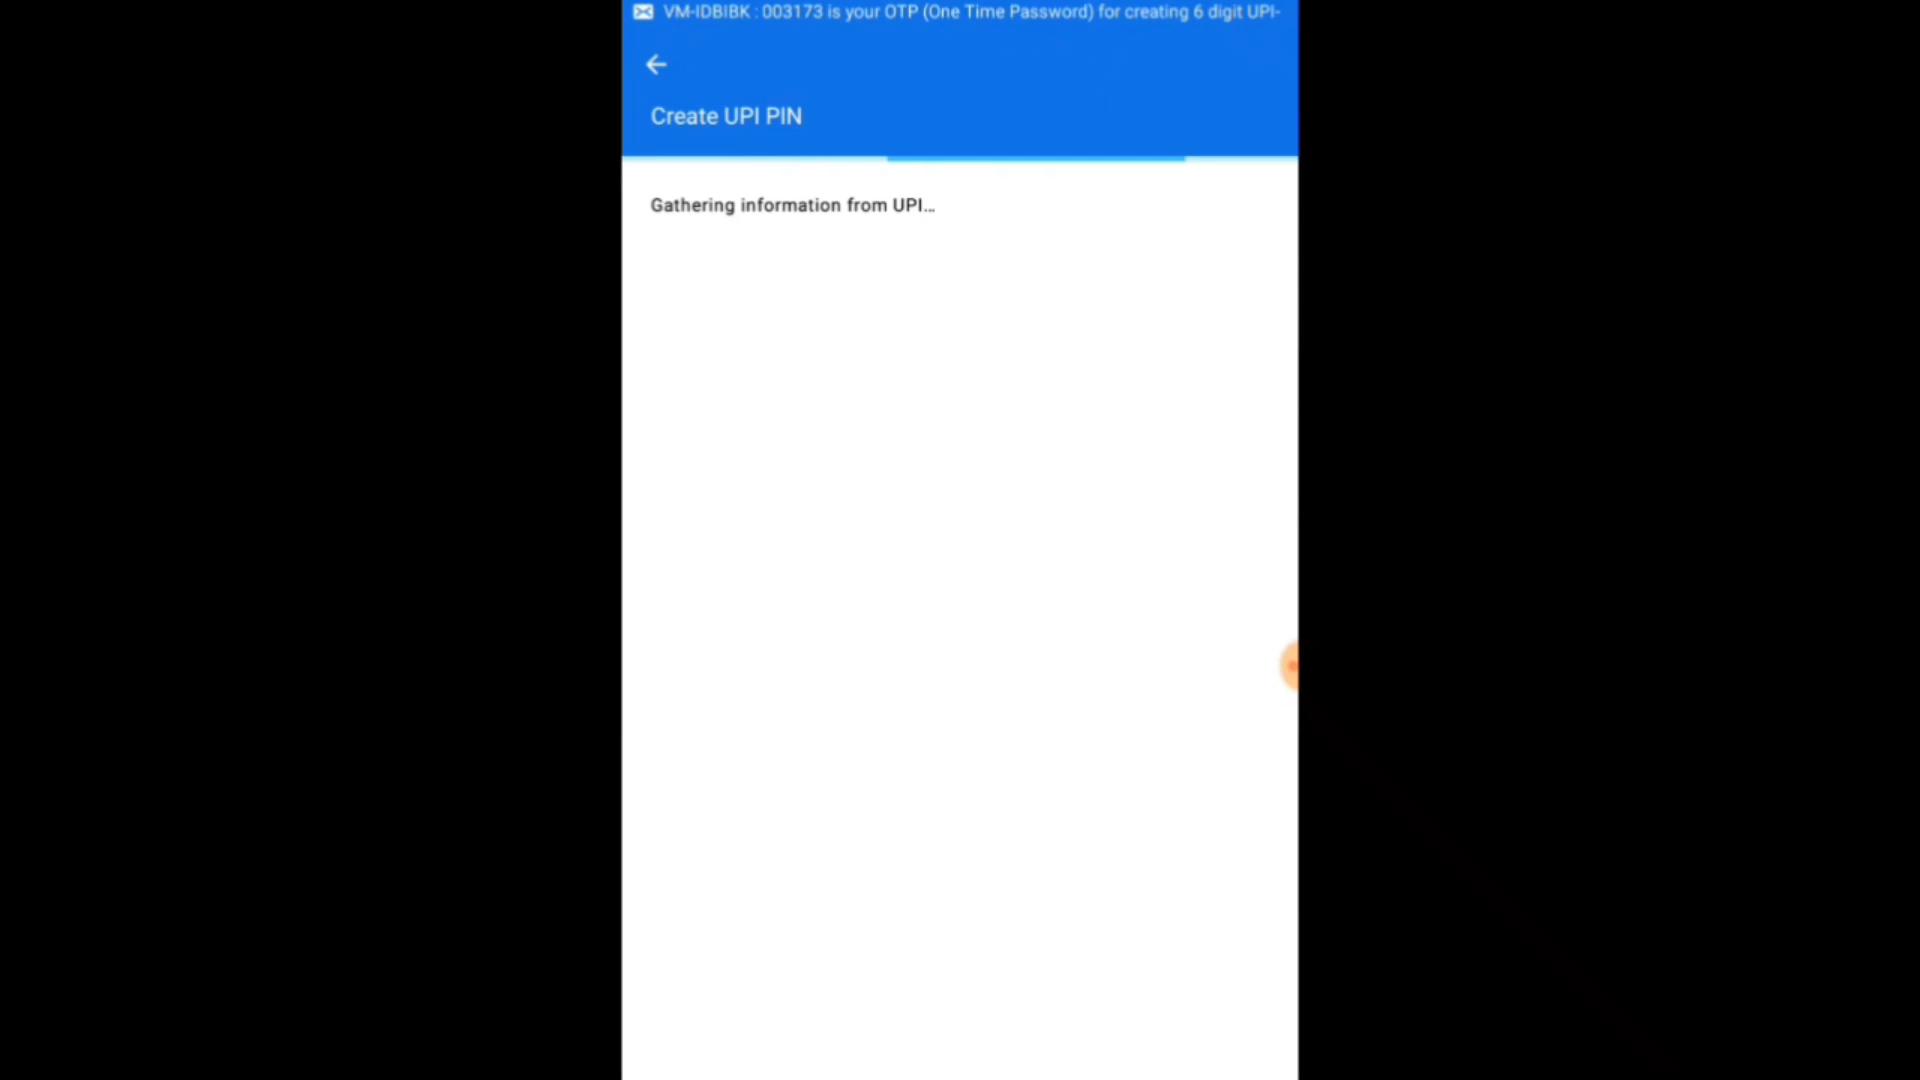 VM-IDBIBK : 003173 is your OTP (One Time Password) for creating 6 digit UPI-
Create UPI PIN
Gathering information from UPI...